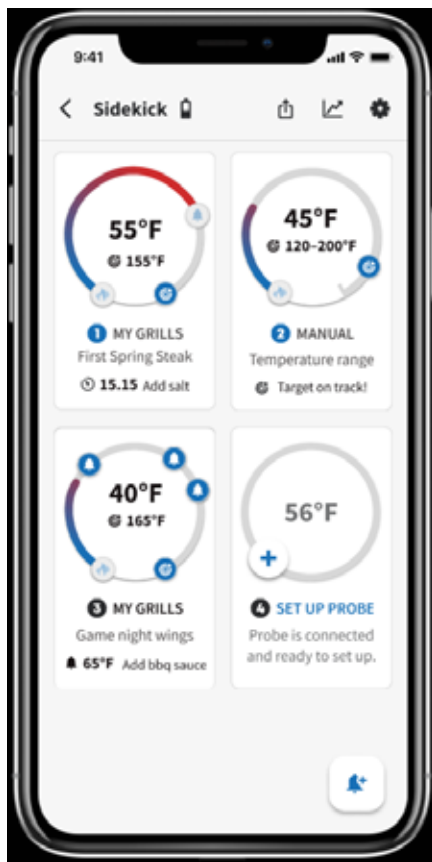 9:41
Sidekick
55°F
155°F
1 MY GRILLS
First Spring Steak
15.15 Add salt
45°F
120–200°F
2 MANUAL
Temperature range
Target on track!
40°F
165°F
3 MY GRILLS
Game night wings
65°F Add bbq sauce
56°F
4 SET UP PROBE
Probe is connected
and ready to set up.